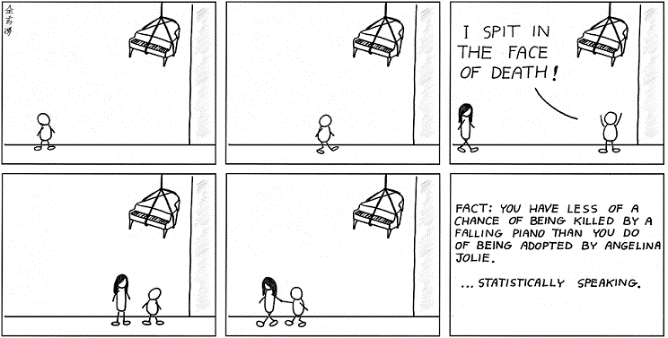 I SPIT IN
THE FACE
OF DEATH!
FACT: YOU HAVE LESS OF A
CHANCE OF BEING KILLED BY A
FALLING PIANO THAN YOU DO
OF BEING ADOPTED BY ANGELINA
JOLIE.
...STATISTICALLY SPEAKING.